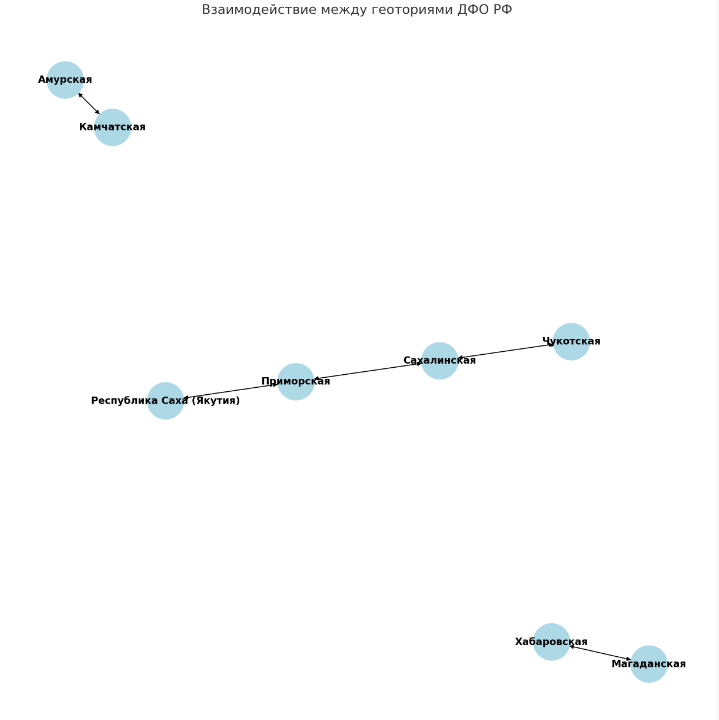 Взаимодействие между геоториями ДФО РФ
Амурская
Камчатская
Чукотская
Сахалинская
Приморская
Республика Саха (Якутия)
Хабаровская
Магаданская